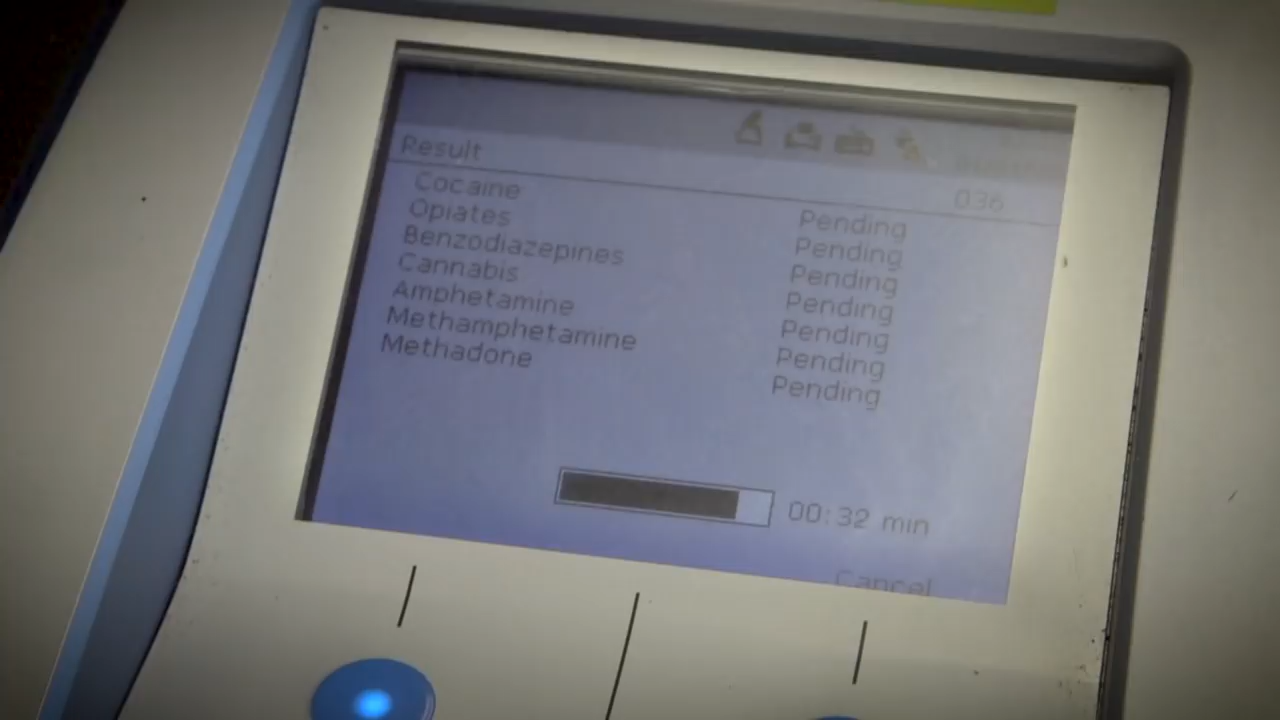 Result 036
Cocaine Pending
Opiates Pending
Benzodiazepines Pending
Cannabis Pending
Amphetamine Pending
Methamphetamine Pending
Methadone Pending
00:32 min
Cancel